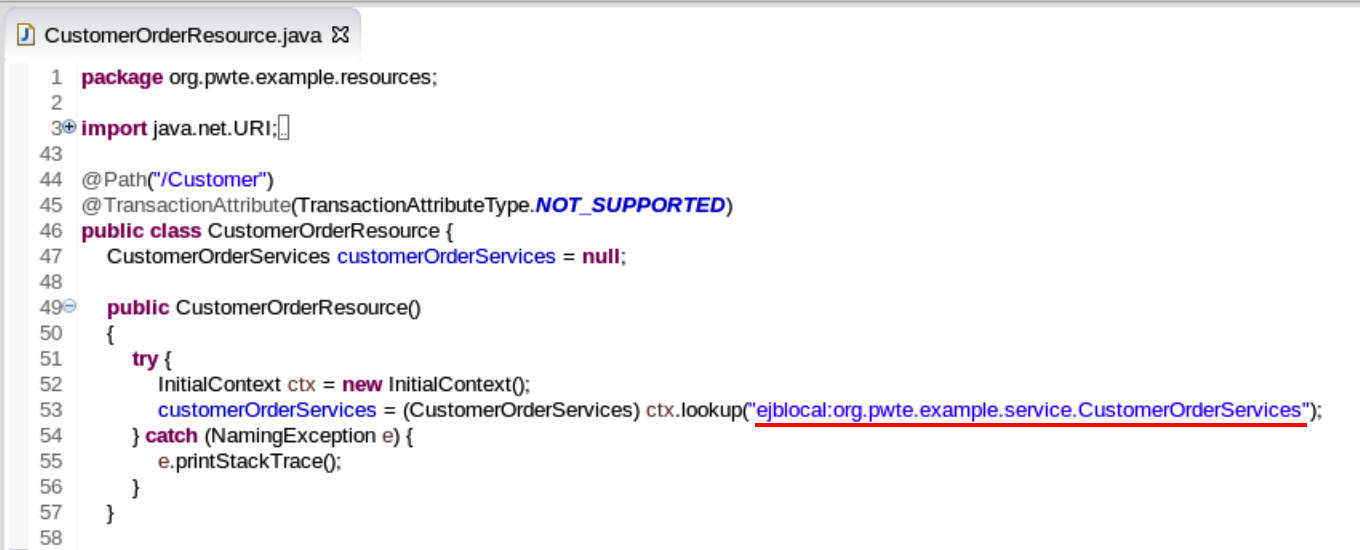 CustomerOrderResource.java
1 package org.pwte.example.resources;
2
3 import java.net.URI;
43
44 @Path("/Customer")
45 @TransactionAttribute(TransactionAttributeType.NOT_SUPPORTED)
46 public class CustomerOrderResource {
47 CustomerOrderServices customerOrderServices = null;
48
49 public CustomerOrderResource()
50 {
51 try {
52 InitialContext ctx = new InitialContext();
53 customerOrderServices = (CustomerOrderServices) ctx.lookup("ejblocal:org.pwte.example.service.CustomerOrderServices");
54 } catch (NamingException e) {
55 e.printStackTrace();
56 }
57 }
58